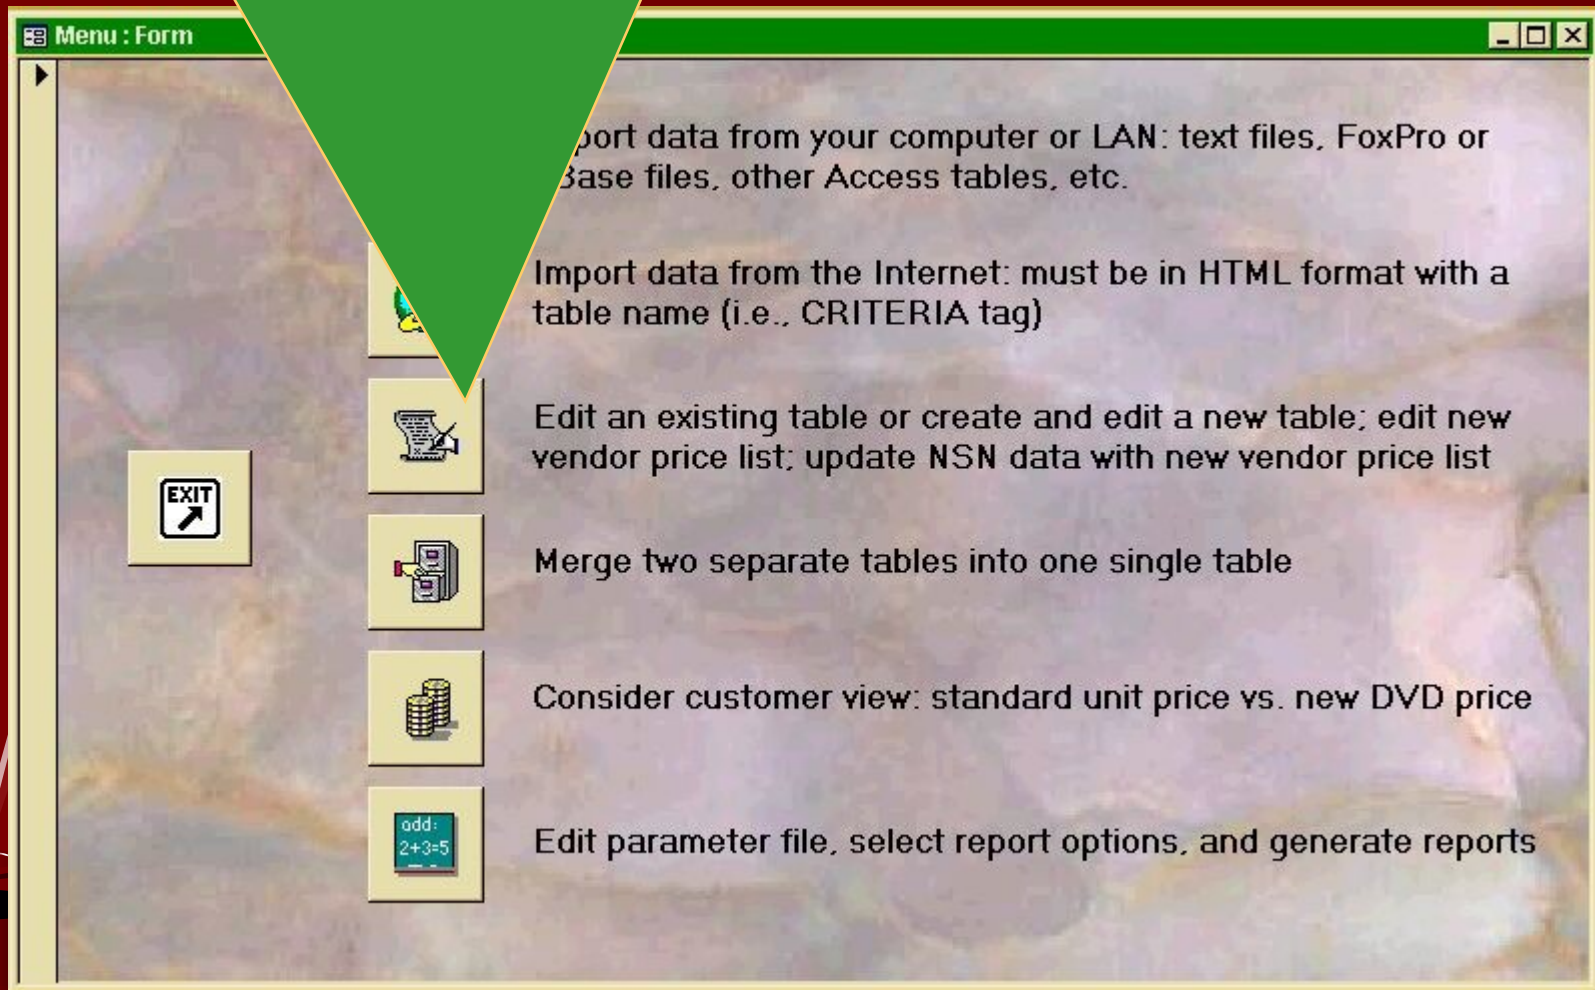 Menu : Form
data from your computer or LAN: text files, FoxPro or
files, other Access tables, etc.
Import data from the Internet: must be in HTML format with a
table name (i.e., CRITERIA tag)
Edit an existing table or create and edit a new table; edit new
vendor price list; update NSN data with new vendor price list
EXIT
Merge two separate tables into one single table
Consider customer view: standard unit price vs. new DVD price
add:
2+3=5
Edit parameter file, select report options, and generate reports